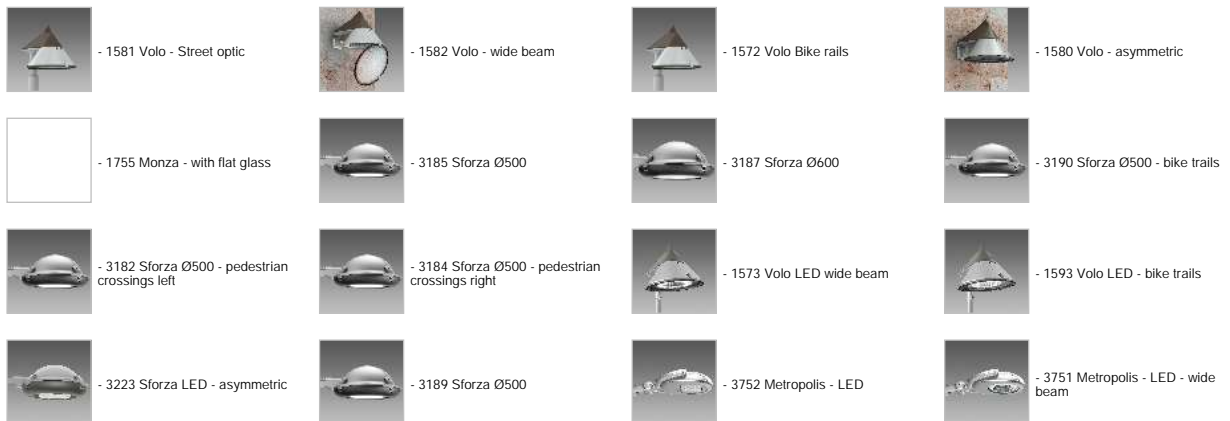 - 1581 Volo - Street optic
- 1582 Volo - wide beam
- 1572 Volo Bike rails
- 1580 Volo - asymmetric
- 1755 Monza - with flat glass
- 3185 Sforza Ø500
- 3187 Sforza Ø600
- 3190 Sforza Ø500 - bike trails
- 3182 Sforza Ø500 - pedestrian
crossings left
- 3184 Sforza Ø500 - pedestrian
crossings right
- 1573 Volo LED wide beam
- 1593 Volo LED - bike trails
- 3223 Sforza LED - asymmetric
- 3189 Sforza Ø500
- 3752 Metropolis - LED
- 3751 Metropolis - LED - wide
beam